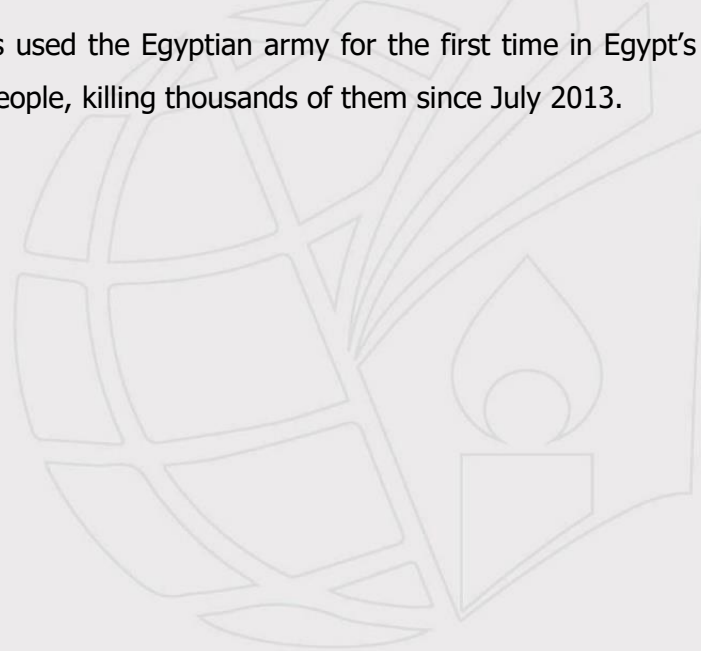 s used the Egyptian army for the first time in Egypt’s
eople, killing thousands of them since July 2013.